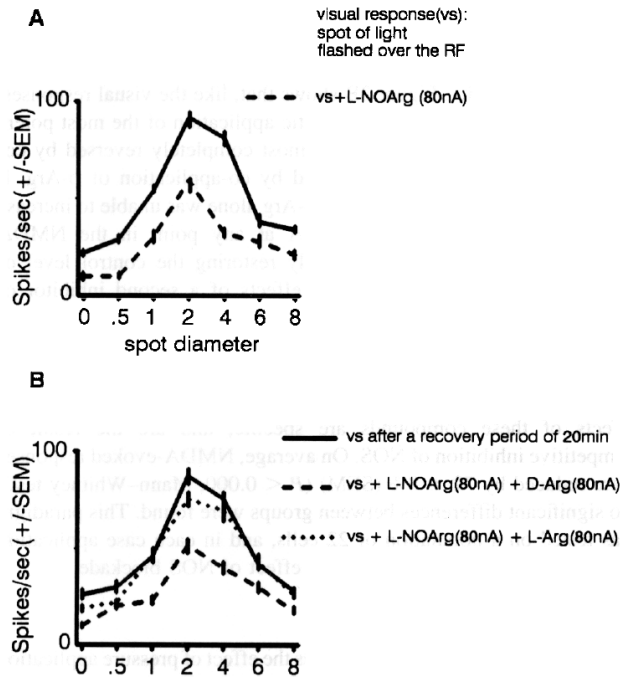 A
visual response(vs):
spot of light
flashed over the RF
vs+L-NOArg (80nA)
100
0
Spikes/sec(+/-SEM)
0 .5 1 2 4 6 8
spot diameter
B
vs after a recovery period of 20min
vs + L-NOArg(80nA) + D-Arg(80nA)
vs + L-NOArg(80nA) + L-Arg(80nA)
100
0
Spikes/sec(+/-SEM)
0 .5 1 2 4 6 8